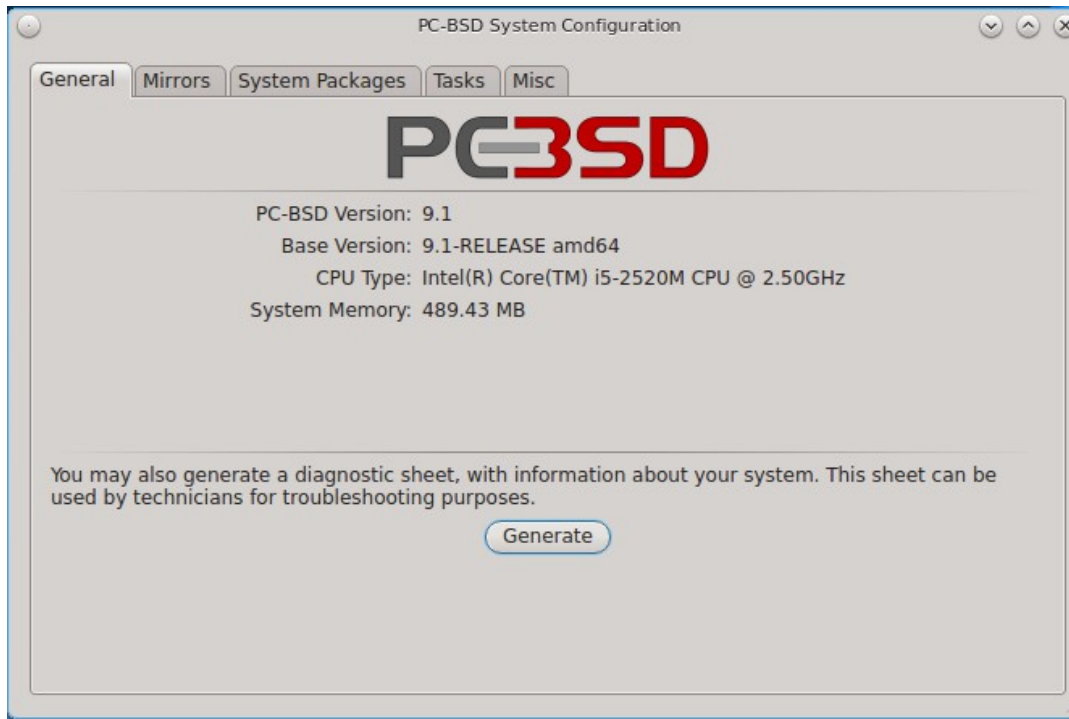 PC-BSD System Configuration
General Mirrors System Packages Tasks Misc
PCBSD
PC-BSD Version: 9.1
Base Version: 9.1-RELEASE amd64
CPU Type: Intel(R) Core(TM) i5-2520M CPU @ 2.50GHz
System Memory: 489.43 MB
You may also generate a diagnostic sheet, with information about your system. This sheet can be
used by technicians for troubleshooting purposes.
Generate